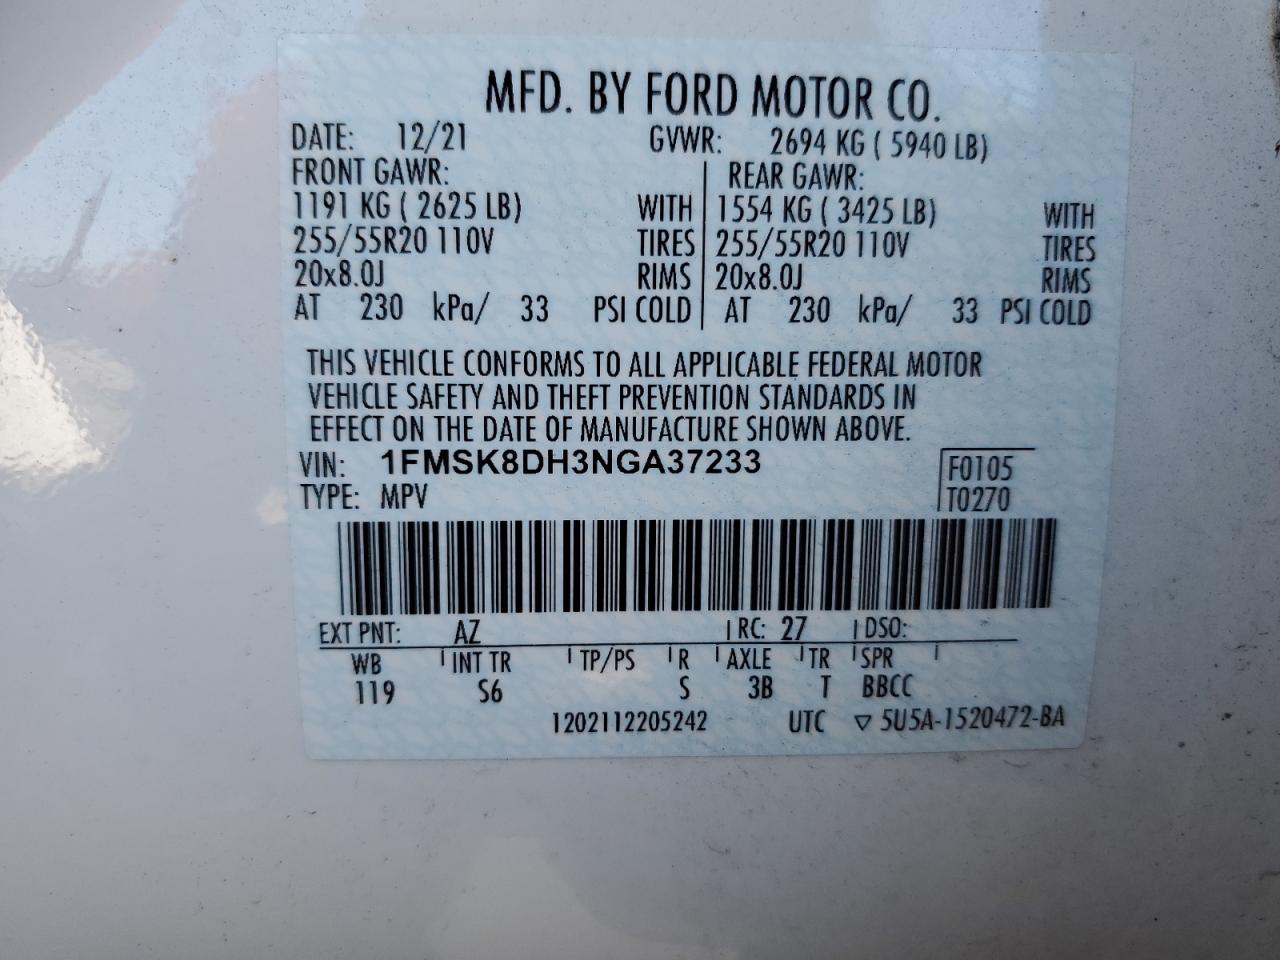 MFD. BY FORD MOTOR CO.
DATE: 12/21 GVWR: 2694 KG ( 5940 LB)
FRONT GAWR: REAR GAWR:
1191 KG ( 2625 LB) WITH 1554 KG ( 3425 LB) WITH
255/55R20 110V TIRES 255/55R20 110V TIRES
20x8.0J RIMS 20x8.0J RIMS
AT 230 kPa/ 33 PSI COLD AT 230 kPa/ 33 PSI COLD
THIS VEHICLE CONFORMS TO ALL APPLICABLE FEDERAL MOTOR
VEHICLE SAFETY AND THEFT PREVENTION STANDARDS IN
EFFECT ON THE DATE OF MANUFACTURE SHOWN ABOVE.
VIN: 1FMSK8DH3NGA37233 F0105
TYPE: MPV T0270
EXT PNT: AZ RC: 27 DSO:
WB INT TR TP/PS R AXLE TR SPR
119 S6 S 3B T BBCC
1202112205242 UTC ▽ 5U5A-1520472-BA